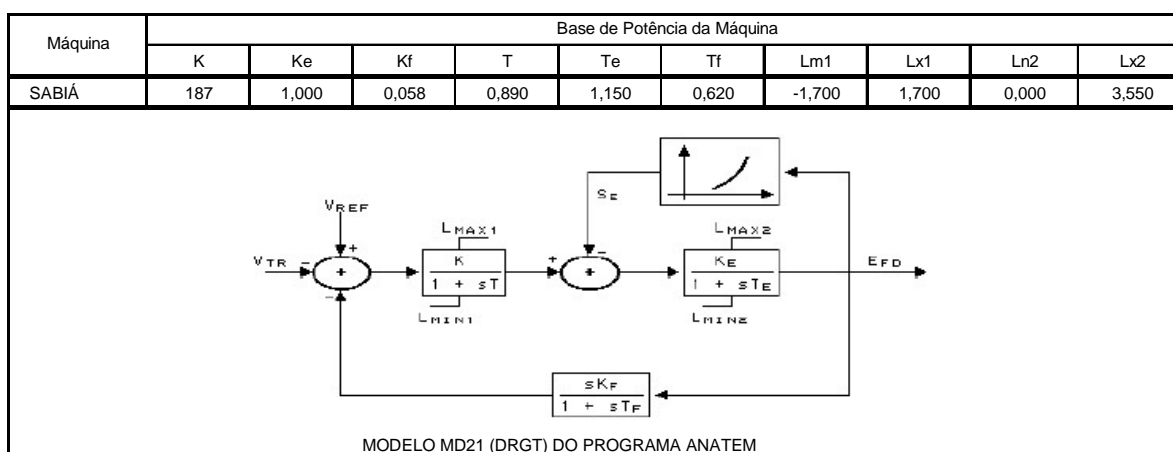 Máquina
Base de Potência da Máquina
K Ke Kf T Te Tf Lm1 Lx1 Ln2 Lx2
SABIÁ 187 1,000 0,058 0,890 1,150 0,620 -1,700 1,700 0,000 3,550
VREF
SE
LMAX1
LMAX2
VTR
-
+
+
-
K
1 + sT
+
-
+
KE
1 + sTE
EFD
LMIN1
LMIN2
sKF
1 + sTF
MODELO MD21 (DRGT) DO PROGRAMA ANATEM